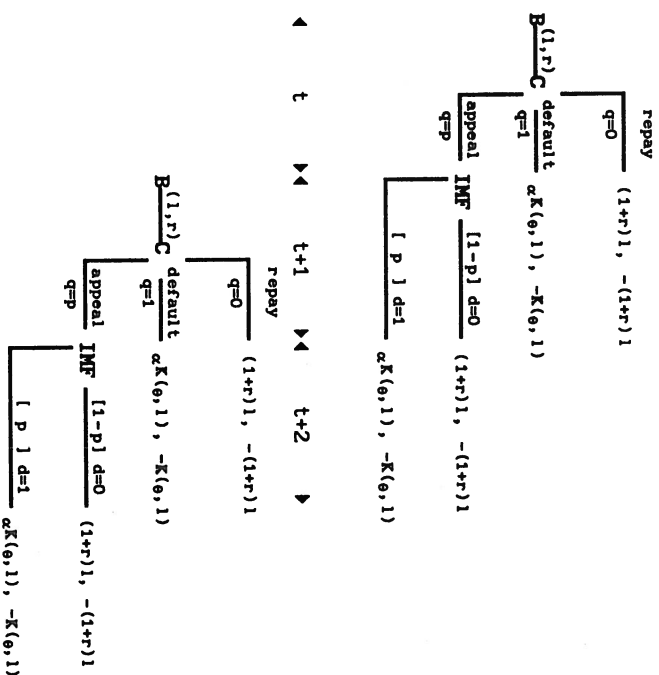 repay
q=0 (1+r)l, -(1+r)l
(l,r)
B C default
q=1 αK(θ,l), -K(θ,l)
appeal
IMF [1-p] d=0 (1+r)l, -(1+r)l
q=p
[ p ] d=1
αK(θ,l), -K(θ,l)
t t+1 t+2
repay
q=0 (1+r)l, -(1+r)l
(l,r)
B C default
q=1 αK(θ,l), -K(θ,l)
appeal
IMF [1-p] d=0 (1+r)l, -(1+r)l
q=p
[ p ] d=1
αK(θ,l), -K(θ,l)